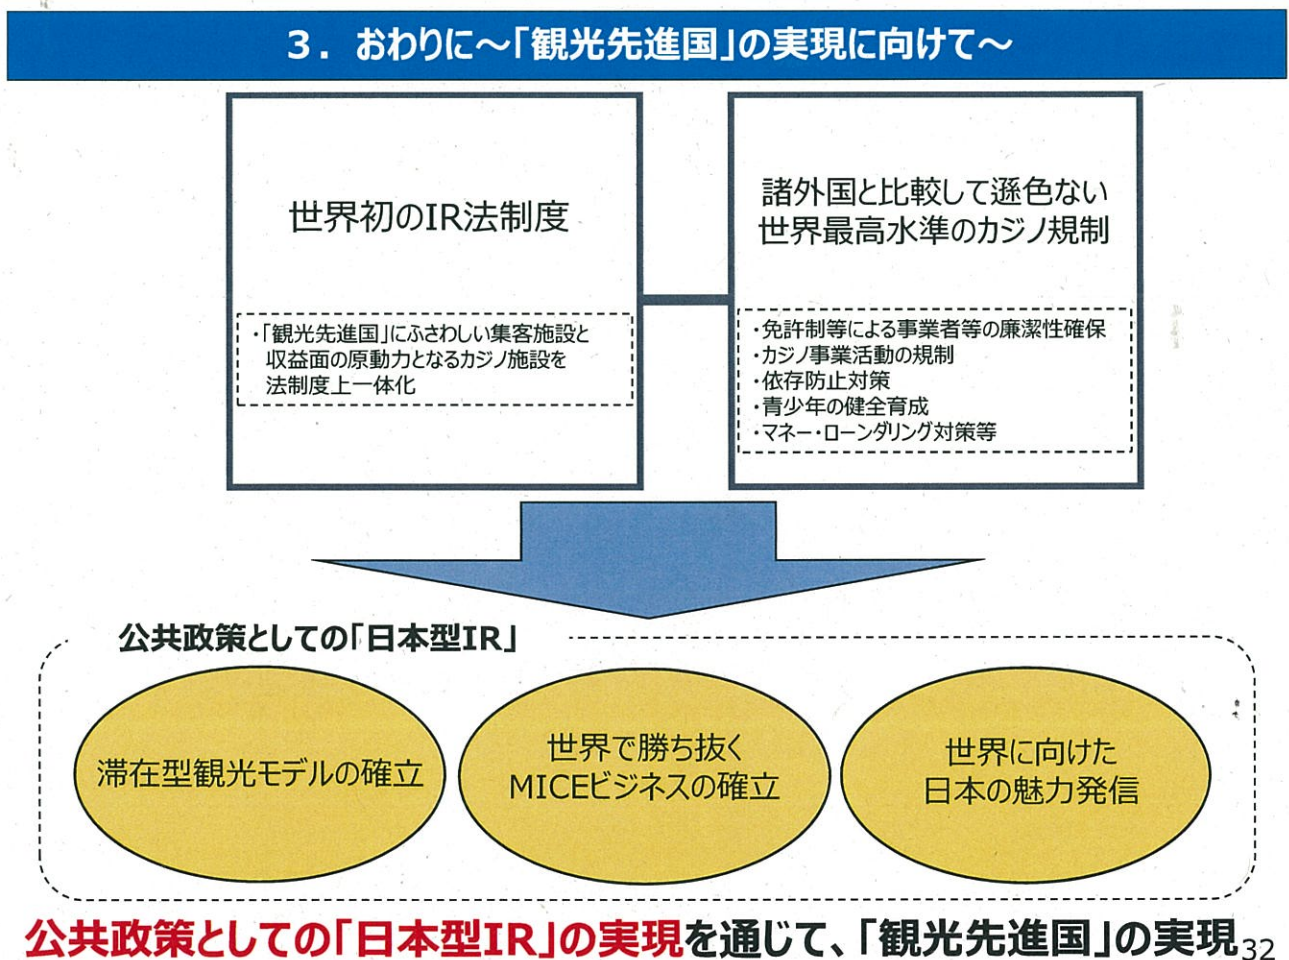 3．おわりに～「観光先進国」の実現に向けて～
世界初のIR法制度
・「観光先進国」にふさわしい集客施設と
収益面の原動力となるカジノ施設を
法制度上一体化
諸外国と比較して遜色ない
世界最高水準のカジノ規制
・免許制等による事業者等の廉潔性確保
・カジノ事業活動の規制
・依存防止対策
・青少年の健全育成
・マネー・ローンダリング対策等
公共政策としての「日本型IR」
滞在型観光モデルの確立
世界で勝ち抜く
MICEビジネスの確立
世界に向けた
日本の魅力発信
公共政策としての「日本型IR」の実現を通じて、「観光先進国」の実現
32